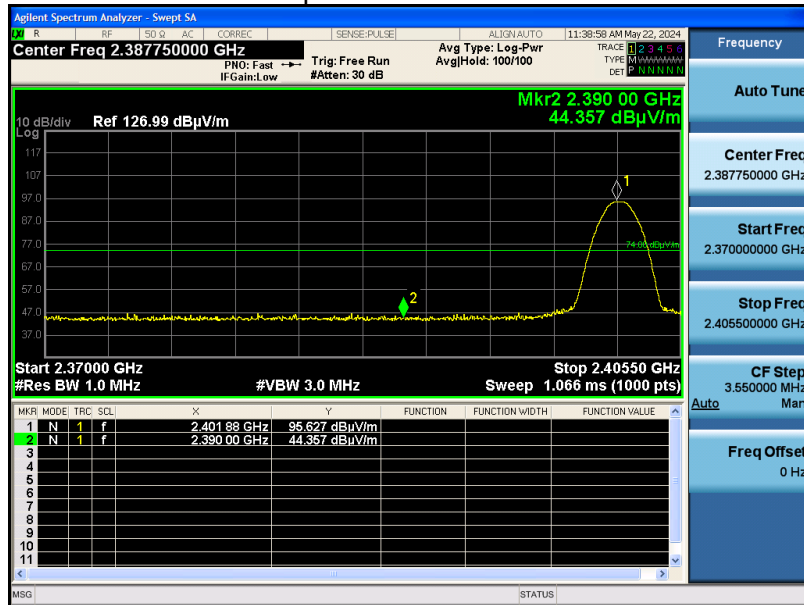 Agilent Spectrum Analyzer - Swept SA
LXI R RF 50 Ω AC CORREC SENSE:PULSE ALIGNAUTO 11:38:58 AM May 22, 2024
Center Freq 2.387750000 GHz
PNO: Fast
IFGain:Low
Trig: Free Run
#Atten: 30 dB
Avg Type: Log-Pwr
Avg|Hold: 100/100
TRACE 1 2 3 4 5 6
TYPE M
DET P N N N N N
Mkr2 2.390 00 GHz
44.357 dBµV/m
10 dB/div
Log
Ref 126.99 dBµV/m
117
107
97.0
87.0
77.0
67.0
57.0
47.0
37.0
1
2
74.00 dBµV/m
Start 2.37000 GHz Stop 2.40550 GHz
#Res BW 1.0 MHz #VBW 3.0 MHz Sweep 1.066 ms (1000 pts)
MKR MODE TRC SCL X Y FUNCTION FUNCTION WIDTH FUNCTION VALUE
1 N 1 f 2.401 88 GHz 95.627 dBµV/m
2 N 1 f 2.390 00 GHz 44.357 dBµV/m
3
4
5
6
7
8
9
10
11
MSG STATUS
Frequency
Auto Tune
Center Freq
2.387750000 GHz
Start Freq
2.370000000 GHz
Stop Freq
2.405500000 GHz
CF Step
3.550000 MHz
Auto Man
Freq Offset
0 Hz